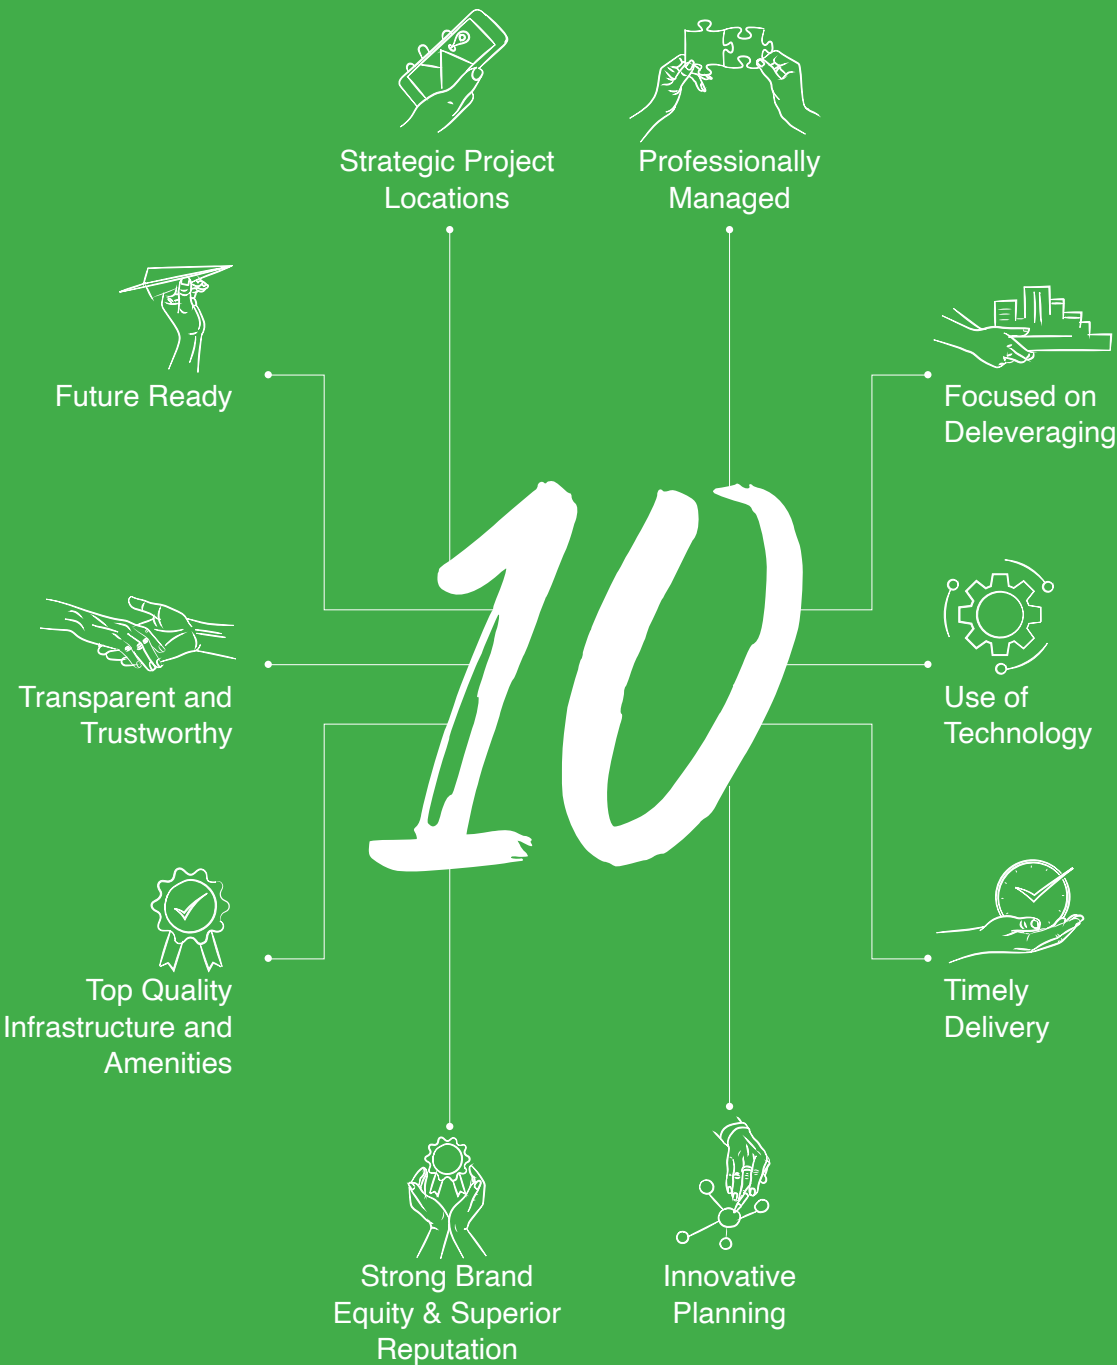 Strategic Project
Locations
Professionally
Managed
Future Ready
Focused on
Deleveraging
10
Transparent and
Trustworthy
Use of
Technology
Top Quality
Infrastructure and
Amenities
Timely
Delivery
Strong Brand
Equity & Superior
Reputation
Innovative
Planning